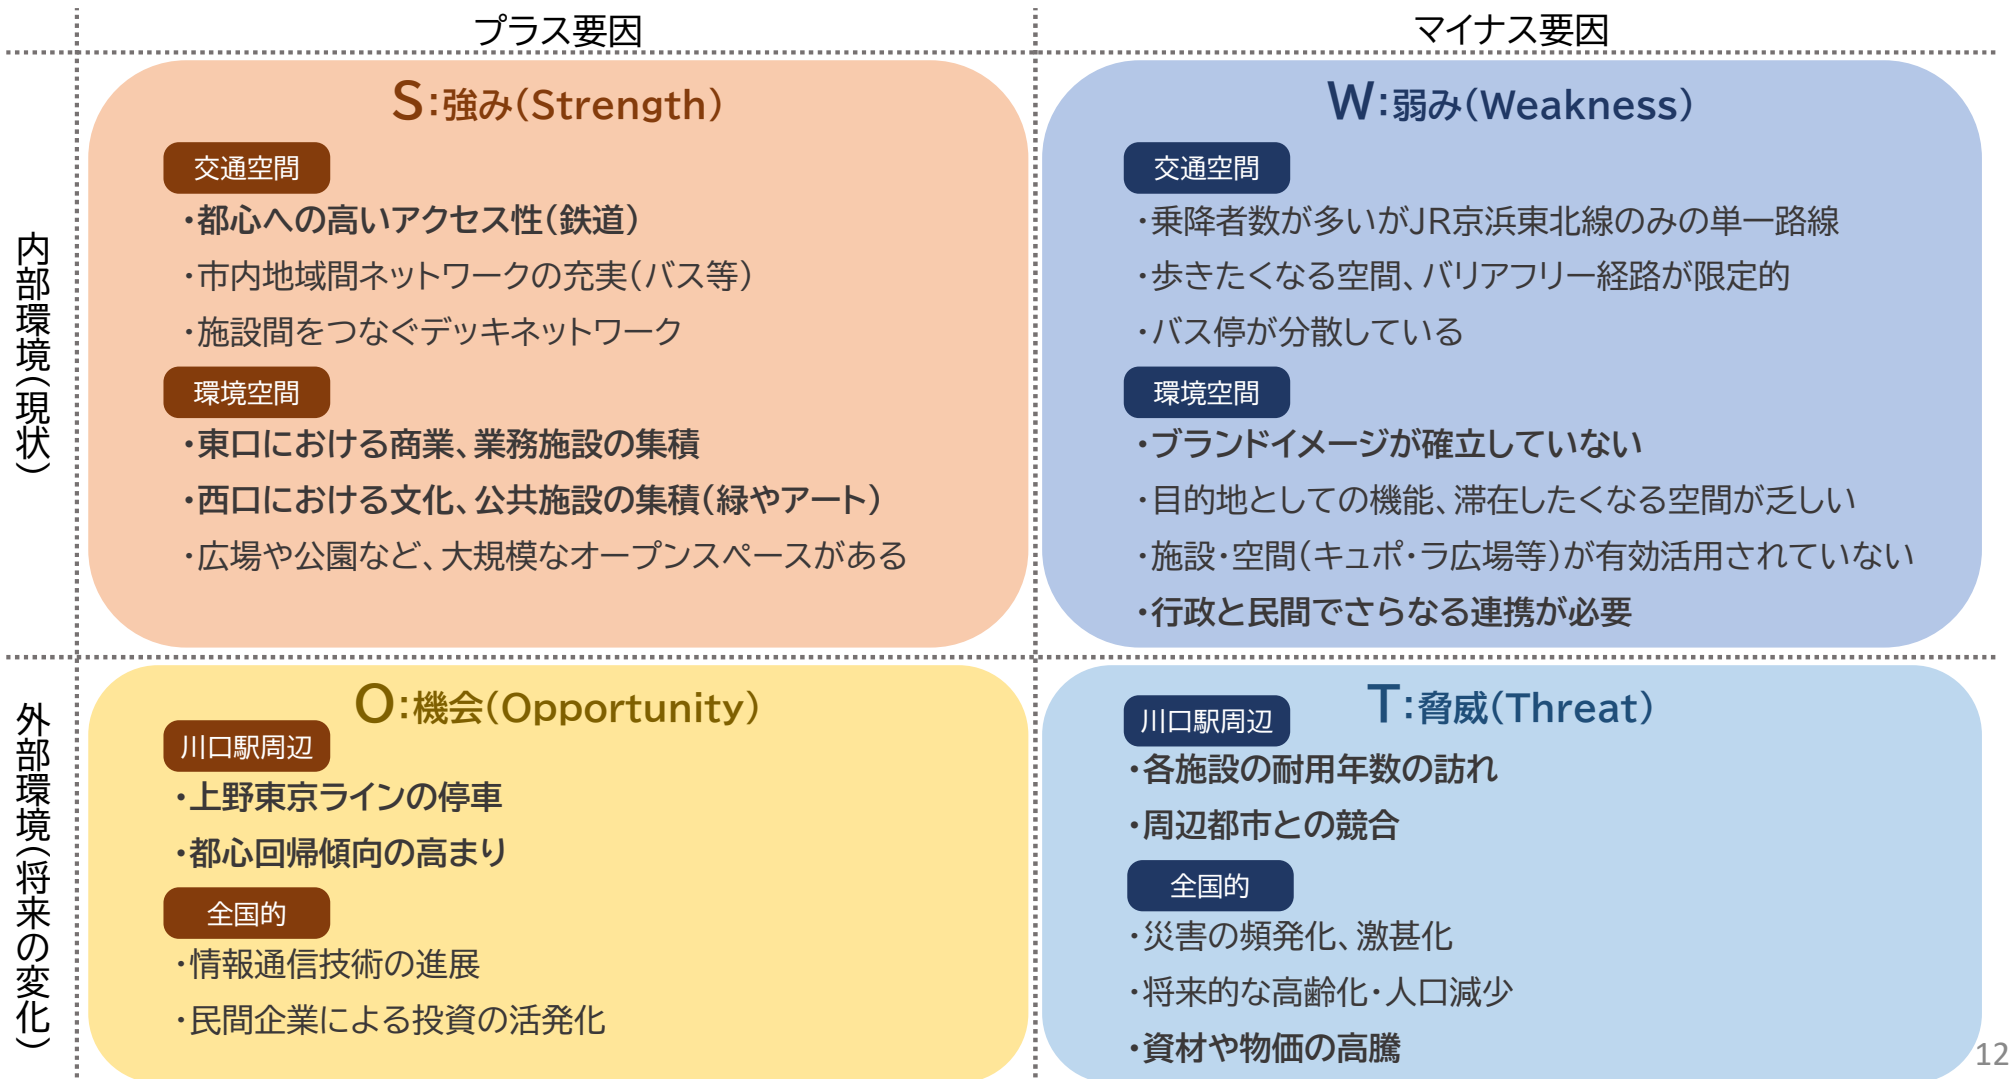 プラス要因
マイナス要因
内部環境(現状)
S:強み(Strength)
交通空間
・都心への高いアクセス性(鉄道)
・市内地域間ネットワークの充実(バス等)
・施設間をつなぐデッキネットワーク
環境空間
・東口における商業、業務施設の集積
・西口における文化、公共施設の集積(緑やアート)
・広場や公園など、大規模なオープンスペースがある
W:弱み(Weakness)
交通空間
・乗降者数が多いがJR京浜東北線のみの単一路線
・歩きたくなる空間、バリアフリー経路が限定的
・バス停が分散している
環境空間
・ブランドイメージが確立していない
・目的地としての機能、滞在したくなる空間が乏しい
・施設・空間(キュポ・ラ広場等)が有効活用されていない
・行政と民間でさらなる連携が必要
外部環境(将来の変化)
O:機会(Opportunity)
川口駅周辺
・上野東京ラインの停車
・都心回帰傾向の高まり
全国的
・情報通信技術の進展
・民間企業による投資の活発化
T:脅威(Threat)
川口駅周辺
・各施設の耐用年数の訪れ
・周辺都市との競合
全国的
・災害の頻発化、激甚化
・将来的な高齢化・人口減少
・資材や物価の高騰
12